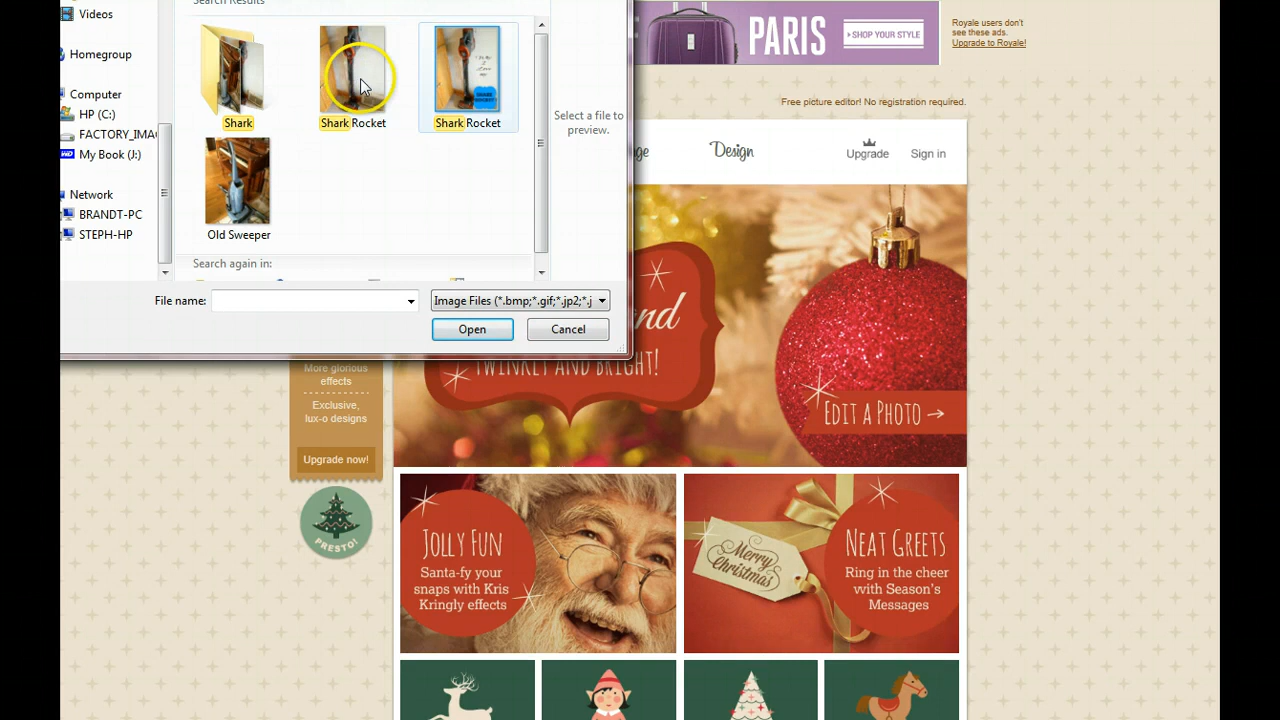 Search Results
Videos
Homegroup
Computer
HP (C:)
FACTORY_IMA
My Book (J:)
Network
BRANDT-PC
STEPH-HP
Shark
Shark Rocket
Shark Rocket
Old Sweeper
Select a file to
preview.
Search again in:
File name:
Image Files (*.bmp;*.gif;*.jp2;*.j
Open
Cancel
PARIS
SHOP YOUR STYLE
Royale users don't
see these ads.
Upgrade to Royale!
Free picture editor! No registration required.
Design
Upgrade
Sign in
TWINKLY AND BRIGHT!
EDIT A PHOTO →
More glorious
effects
Exclusive,
lux-o designs
Upgrade now!
PRESTO!
JOLLY FUN
Santa-fy your
snaps with Kris
Kringly effects
Merry
Christmas
NEAT GREETS
Ring in the cheer
with Season's
Messages